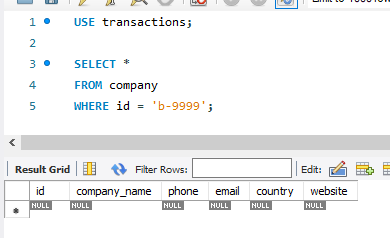 Limit to 1000 rows
1 USE transactions;
2
3 SELECT *
4 FROM company
5 WHERE id = 'b-9999';
Result Grid Filter Rows: Edit:
id company_name phone email country website
NULL NULL NULL NULL NULL NULL